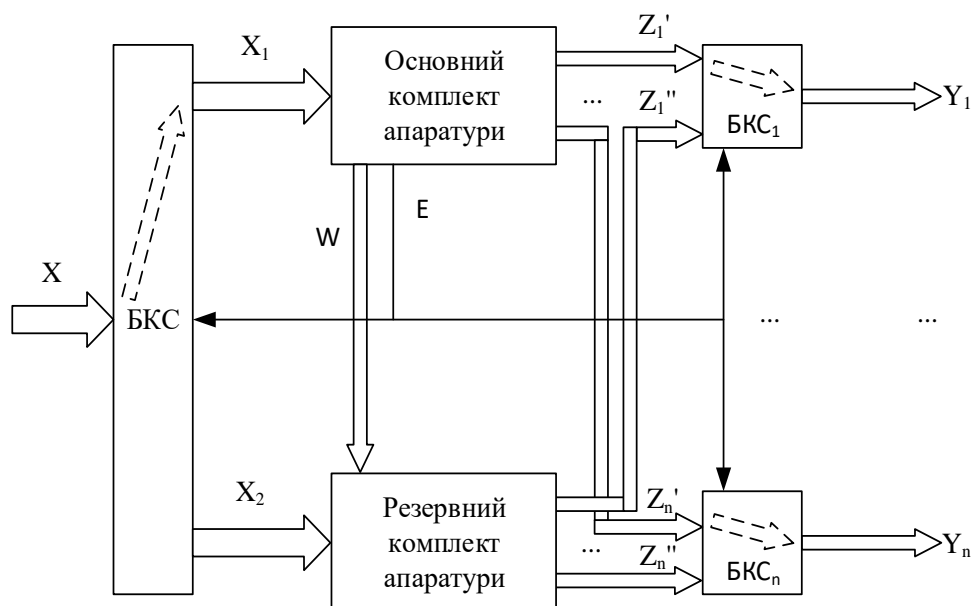 X₁
Основний
комплект
апаратури
Z₁'
...
Z₁''
БКС₁
Y₁
W
E
X
БКС
...
...
X₂
Резервний
комплект
апаратури
Zₙ'
...
Zₙ''
БКСₙ
Yₙ